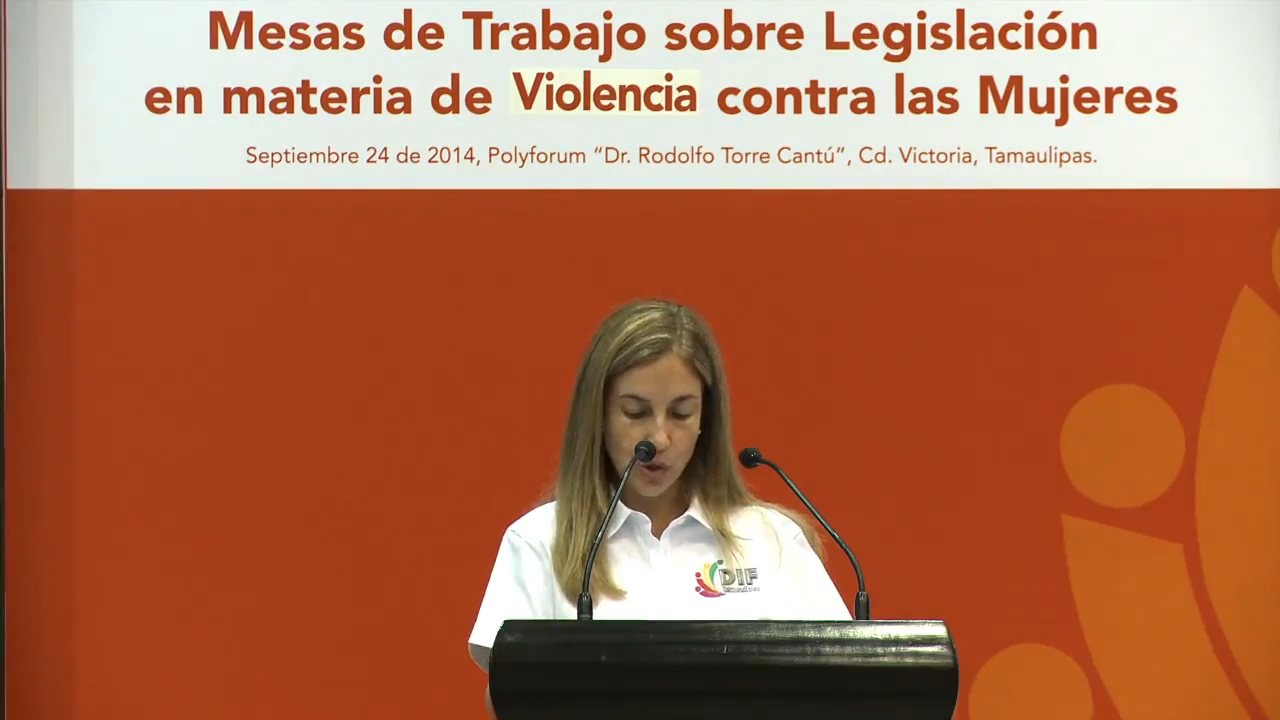 Mesas de Trabajo sobre Legislación
en materia de Violencia contra las Mujeres
Septiembre 24 de 2014, Polyforum “Dr. Rodolfo Torre Cantú”, Cd. Victoria, Tamaulipas.
DIF